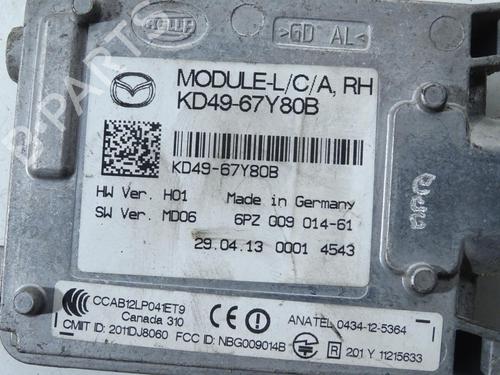 B-PARTS
HELLA
>GD AL<
MODULE-L/C/A, RH
KD49-67Y80B
KD49-67Y80B
HW Ver. H01 Made in Germany
SW Ver. MD06 6PZ 009 014-61
29.04.13 0001 4543
CCAB12LP041ET9
Canada 310
ANATEL 0434-12-5364
CMIIT ID: 2011DJ8060 FCC ID: NBG009014B
CE
R 201 Y 11215633